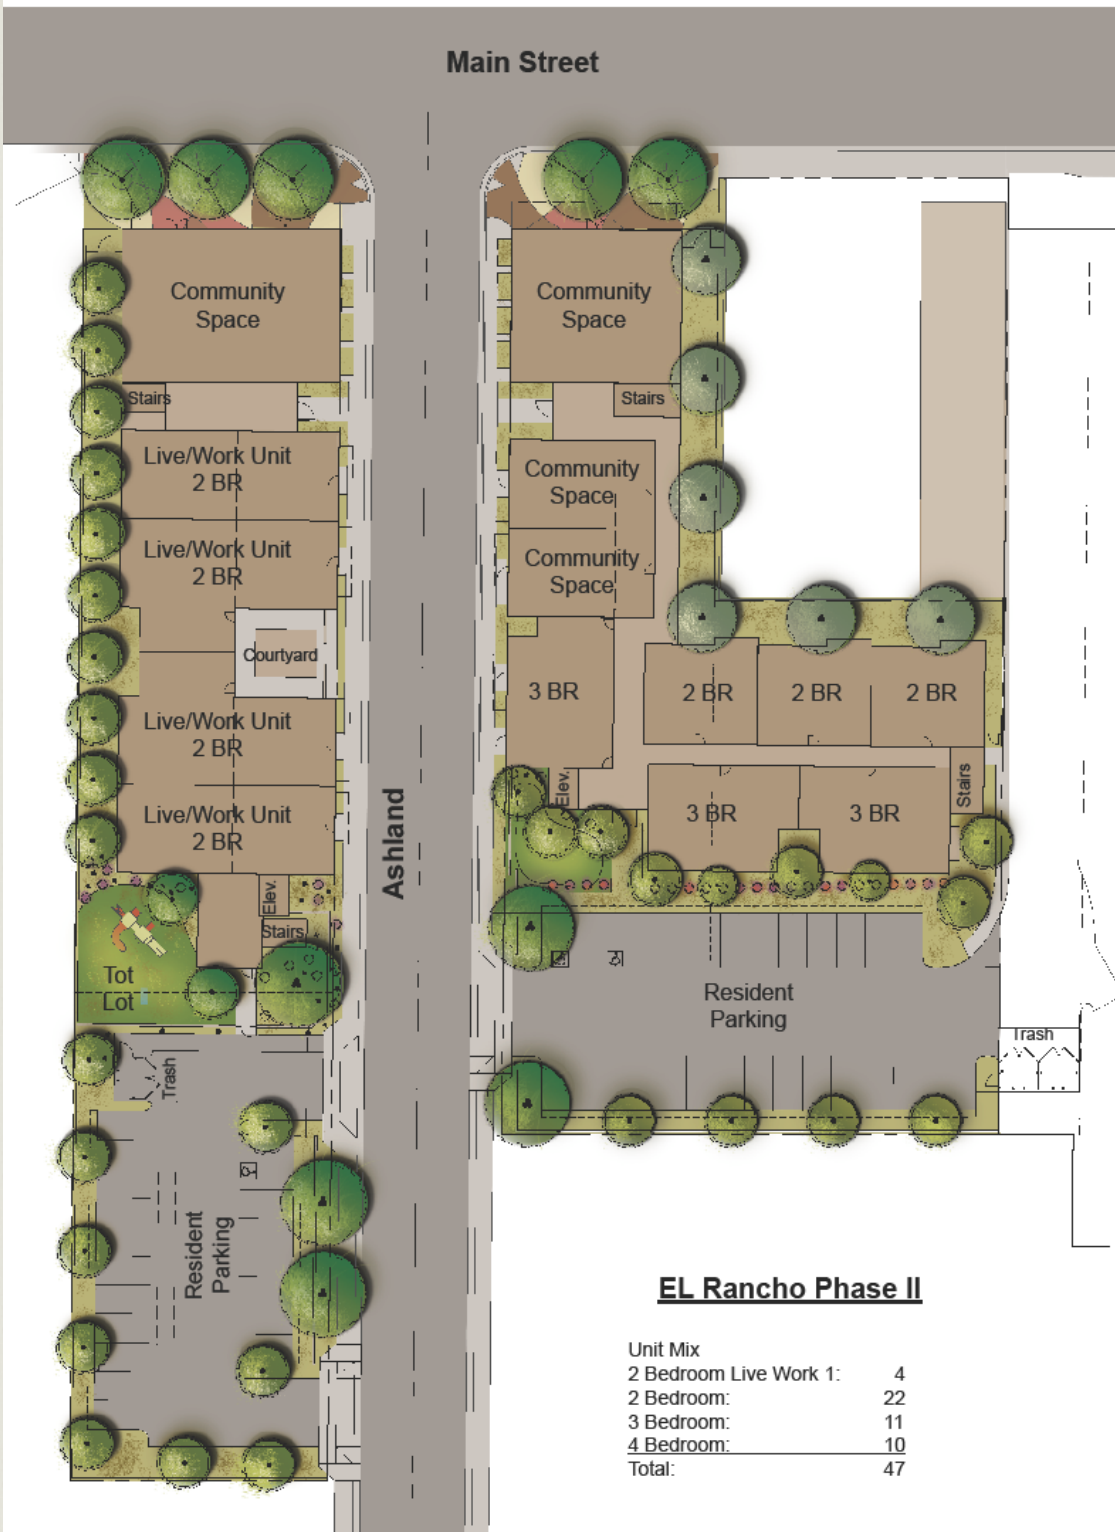 Main Street
Community
Space
Community
Space
Stairs
Stairs
Live/Work Unit
2 BR
Community
Space
Live/Work Unit
2 BR
Community
Space
Courtyard
3 BR
2 BR
2 BR
2 BR
Live/Work Unit
2 BR
Elev.
Stairs
Live/Work Unit
2 BR
3 BR
3 BR
Ashland
Elev.
Stairs
Tot
Lot
Resident
Parking
Trash
Trash
Resident
Parking
EL Rancho Phase II
Unit Mix
2 Bedroom Live Work 1: 4
2 Bedroom: 22
3 Bedroom: 11
4 Bedroom: 10
Total: 47